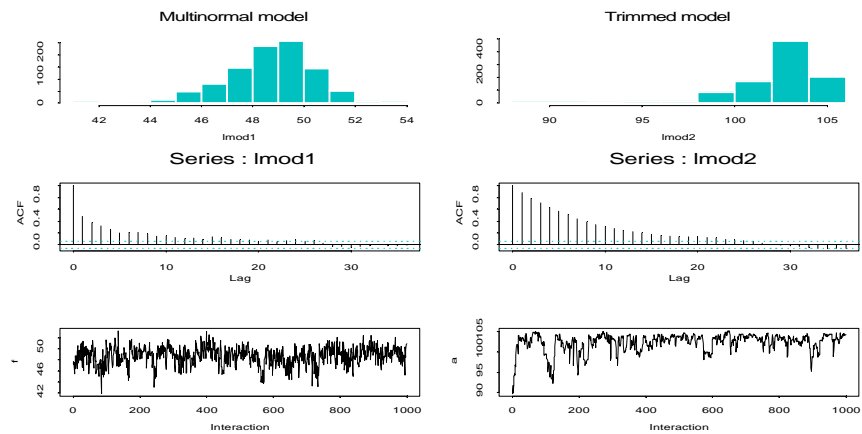 Multinormal model
0 100 200
42 44 46 48 50 52 54
lmod1
Trimmed model
0 200 400
90 95 100 105
lmod2
Series : lmod1
ACF
0.0 0.4 0.8
0 10 20 30
Lag
Series : lmod2
ACF
0.0 0.4 0.8
0 10 20 30
Lag
f
42 46 50
0 200 400 600 800 1000
Interaction
a
90 95 100 105
0 200 400 600 800 1000
Interaction